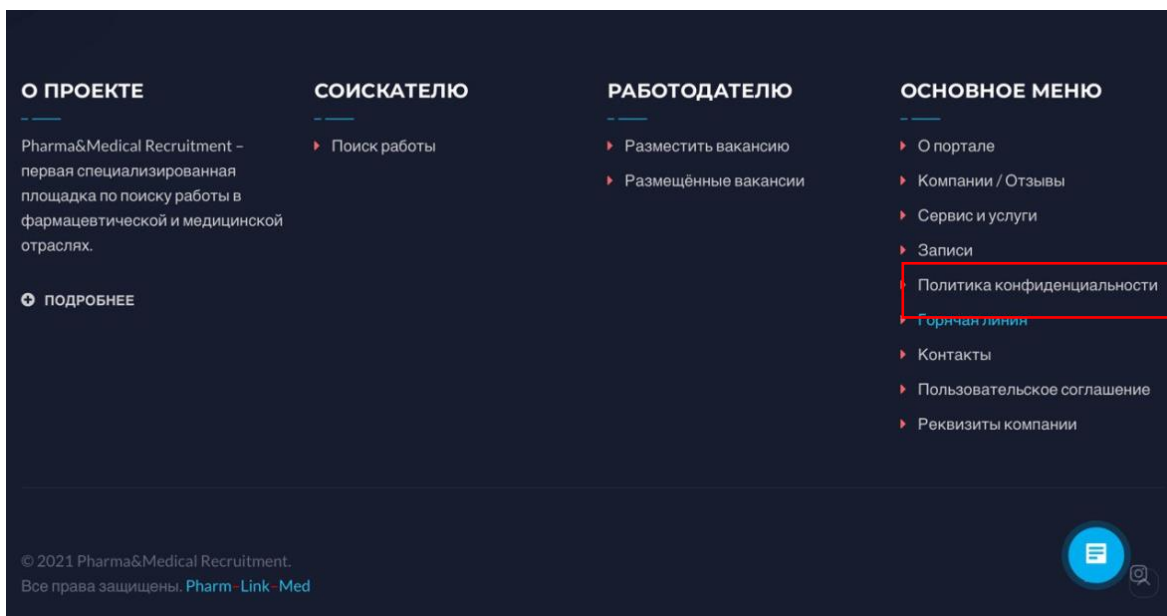 О ПРОЕКТЕ
Pharma&Medical Recruitment –
первая специализированная
площадка по поиску работы в
фармацевтической и медицинской
отраслях.
ПОДРОБНЕЕ
СОИСКАТЕЛЮ
Поиск работы
РАБОТОДАТЕЛЮ
Разместить вакансию
Размещённые вакансии
ОСНОВНОЕ МЕНЮ
О портале
Компании / Отзывы
Сервис и услуги
Записи
Политика конфиденциальности
Горячая линия
Контакты
Пользовательское соглашение
Реквизиты компании
© 2021 Pharma&Medical Recruitment.
Все права защищены. Pharm-Link-Med